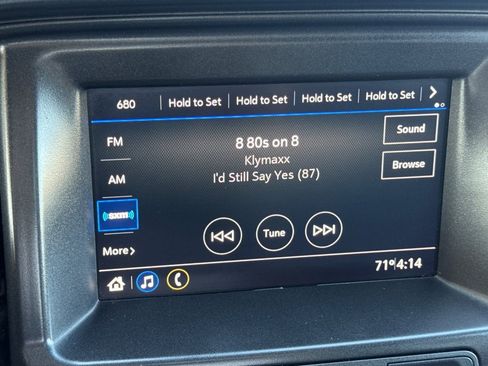 680 Hold to Set Hold to Set Hold to Set Hold to Set >
FM
8 80s on 8
Sound
Klymaxx
AM
I'd Still Say Yes (87)
Browse
((sxm))
Tune
More >
71° 4:14